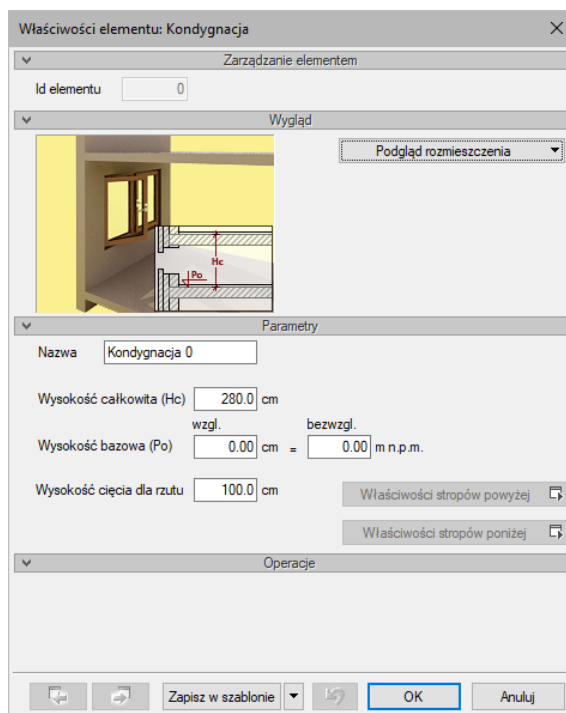 Właściwości elementu: Kondygnacja
Zarządzanie elementem
Id elementu 0
Wygląd
Podgląd rozmieszczenia
Hc
Po
Parametry
Nazwa Kondygnacja 0
Wysokość całkowita (Hc) 280.0 cm
wzgl. bezwzgl.
Wysokość bazowa (Po) 0.00 cm = 0.00 m n.p.m.
Wysokość cięcia dla rzutu 100.0 cm
Właściwości stropów powyżej
Właściwości stropów poniżej
Operacje
Zapisz w szablonie OK Anuluj